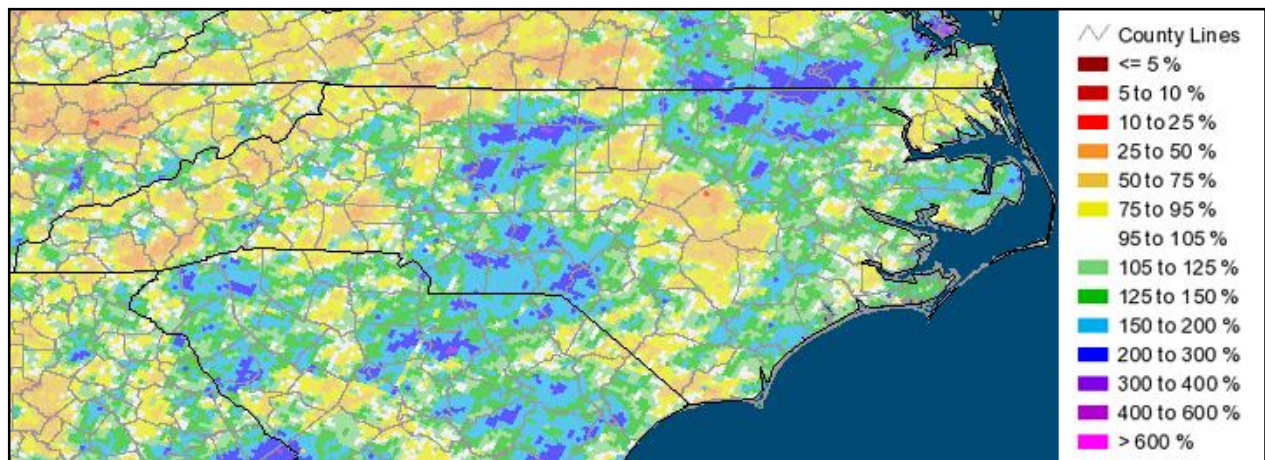 County Lines
<= 5 %
5 to 10 %
10 to 25 %
25 to 50 %
50 to 75 %
75 to 95 %
95 to 105 %
105 to 125 %
125 to 150 %
150 to 200 %
200 to 300 %
300 to 400 %
400 to 600 %
> 600 %